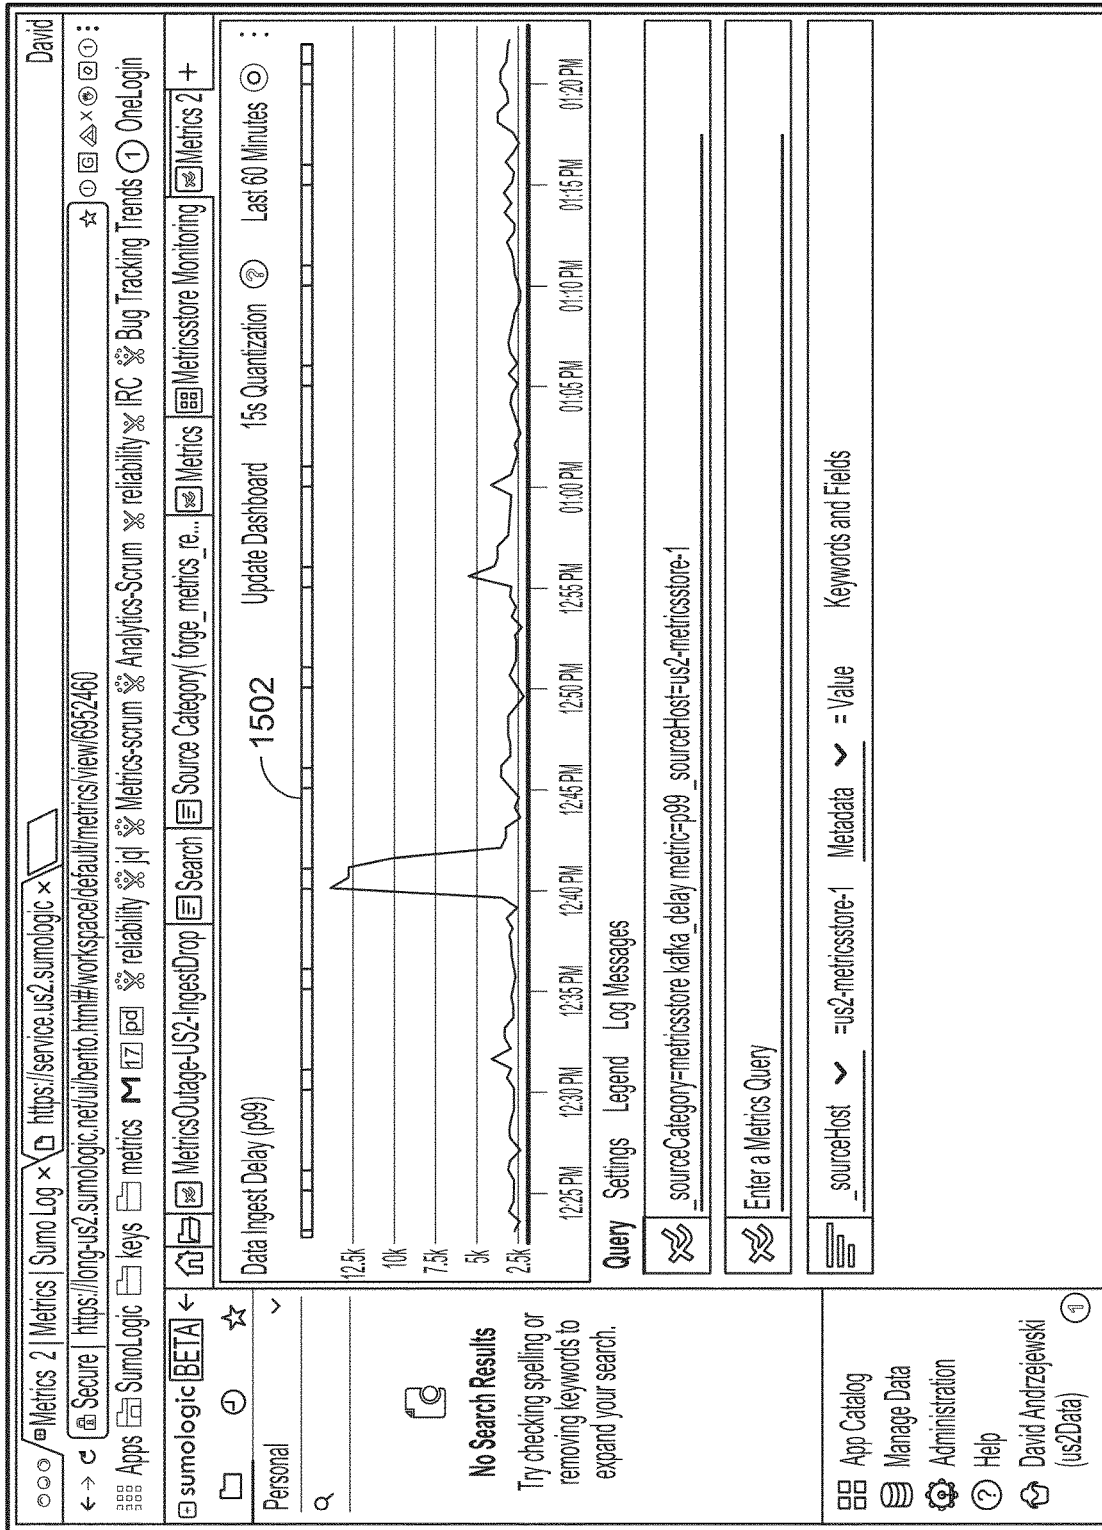 Metrics 2 | Metrics | Sumo Log × https://service.us2.sumologic × David
Secure | https://long-us2.sumologic.net/ui/bento.html#/workspace/default/metrics/view/6952460
Apps SumoLogic keys metrics M 17 pd reliability jql Metrics-scrum Analytics-Scrum reliability IRC Bug Tracking Trends 1 OneLogin
sumologic BETA
MetricsOutage-US2-IngestDrop Search Source Category( forge_metrics_re... Metrics Metricsstore Monitoring Metrics 2 +
Personal
No Search Results
Try checking spelling or
removing keywords to
expand your search.
App Catalog
Manage Data
Administration
? Help
David Andrzejewski
(us2Data)
1
Data Ingest Delay (p99) Update Dashboard 15s Quantization ? Last 60 Minutes
1502
12.5k
10k
7.5k
5k
2.5k
12:25 PM 12:30 PM 12:35 PM 12:40 PM 12:45 PM 12:50 PM 12:55 PM 01:00 PM 01:05 PM 01:10 PM 01:15 PM 01:20 PM
Query Settings Legend Log Messages
_sourceCategory=metricsstore kafka_delay metric=p99 _sourceHost=us2-metricsstore-1
Enter a Metrics Query
_sourceHost =us2-metricsstore-1 Metadata = Value Keywords and Fields